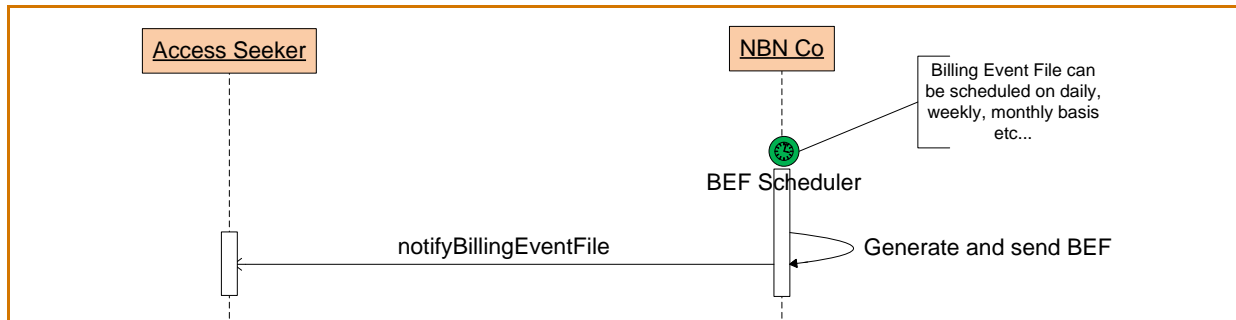 Access Seeker
NBN Co
Billing Event File can
be scheduled on daily,
weekly, monthly basis
etc...
BEF Scheduler
notifyBillingEventFile
Generate and send BEF